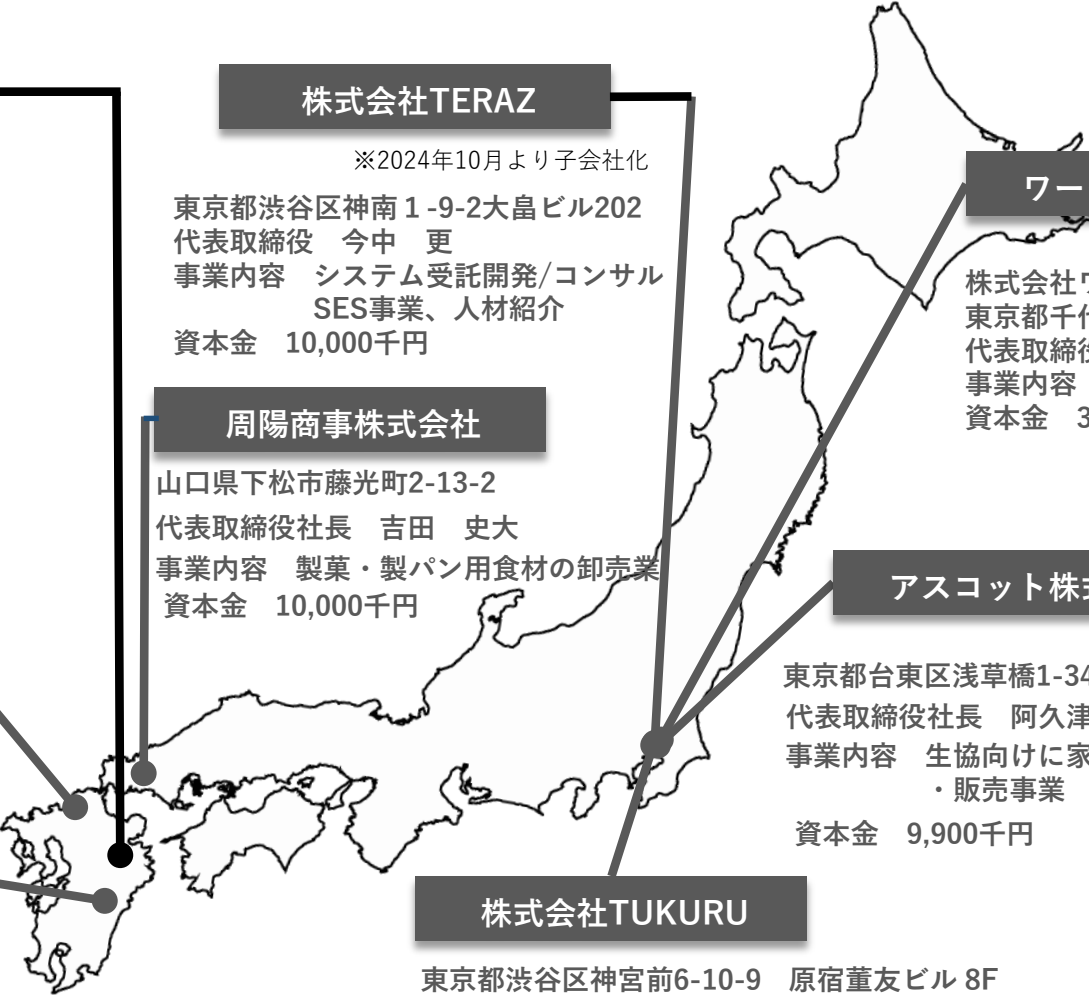 株式会社TERAZ
※2024年10月より子会社化
東京都渋谷区神南１-9-2大畠ビル202
代表取締役　今中　更
事業内容　システム受託開発/コンサル
SES事業、人材紹介
資本金　10,000千円
周陽商事株式会社
山口県下松市藤光町2-13-2
代表取締役社長　吉田　史大
事業内容　製菓・製パン用食材の卸売業
資本金　10,000千円
ワー
株式会社
東京都千代
代表取締役
事業内容
資本金　3
アスコット株式
東京都台東区浅草橋1-34
代表取締役社長　阿久津
事業内容　生協向けに家
・販売事業
資本金　9,900千円
株式会社TUKURU
東京都渋谷区神宮前6-10-9　原宿董友ビル 8F